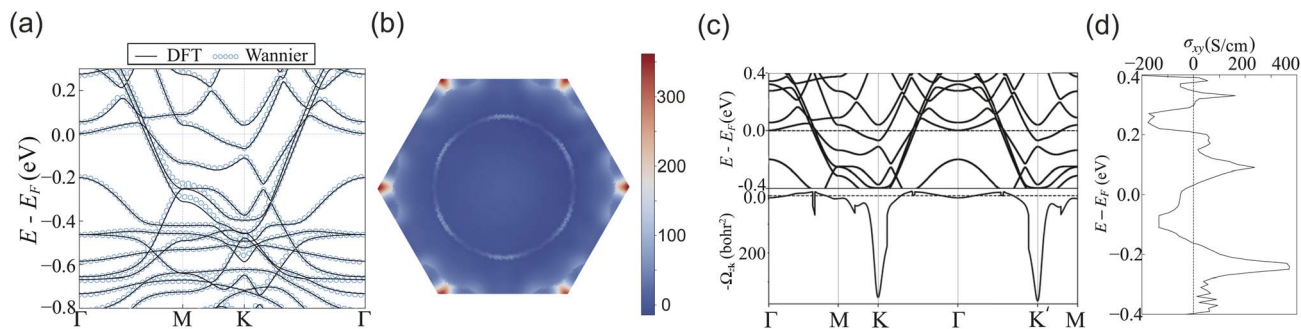 (a)
DFT Wannier
E - E_F (eV)
0.2
0.0
−0.2
−0.4
−0.6
−0.8
Γ M K Γ
(b)
300
200
100
0
(c)
E - E_F (eV)
0.4
0.0
-0.4
0.0
200
-Ω_zk (bohr²)
Γ M K Γ K′ M
(d)
σ_xy(S/cm)
−200 0 200 400
E − E_F (eV)
0.4
0.2
0.0
−0.2
−0.4